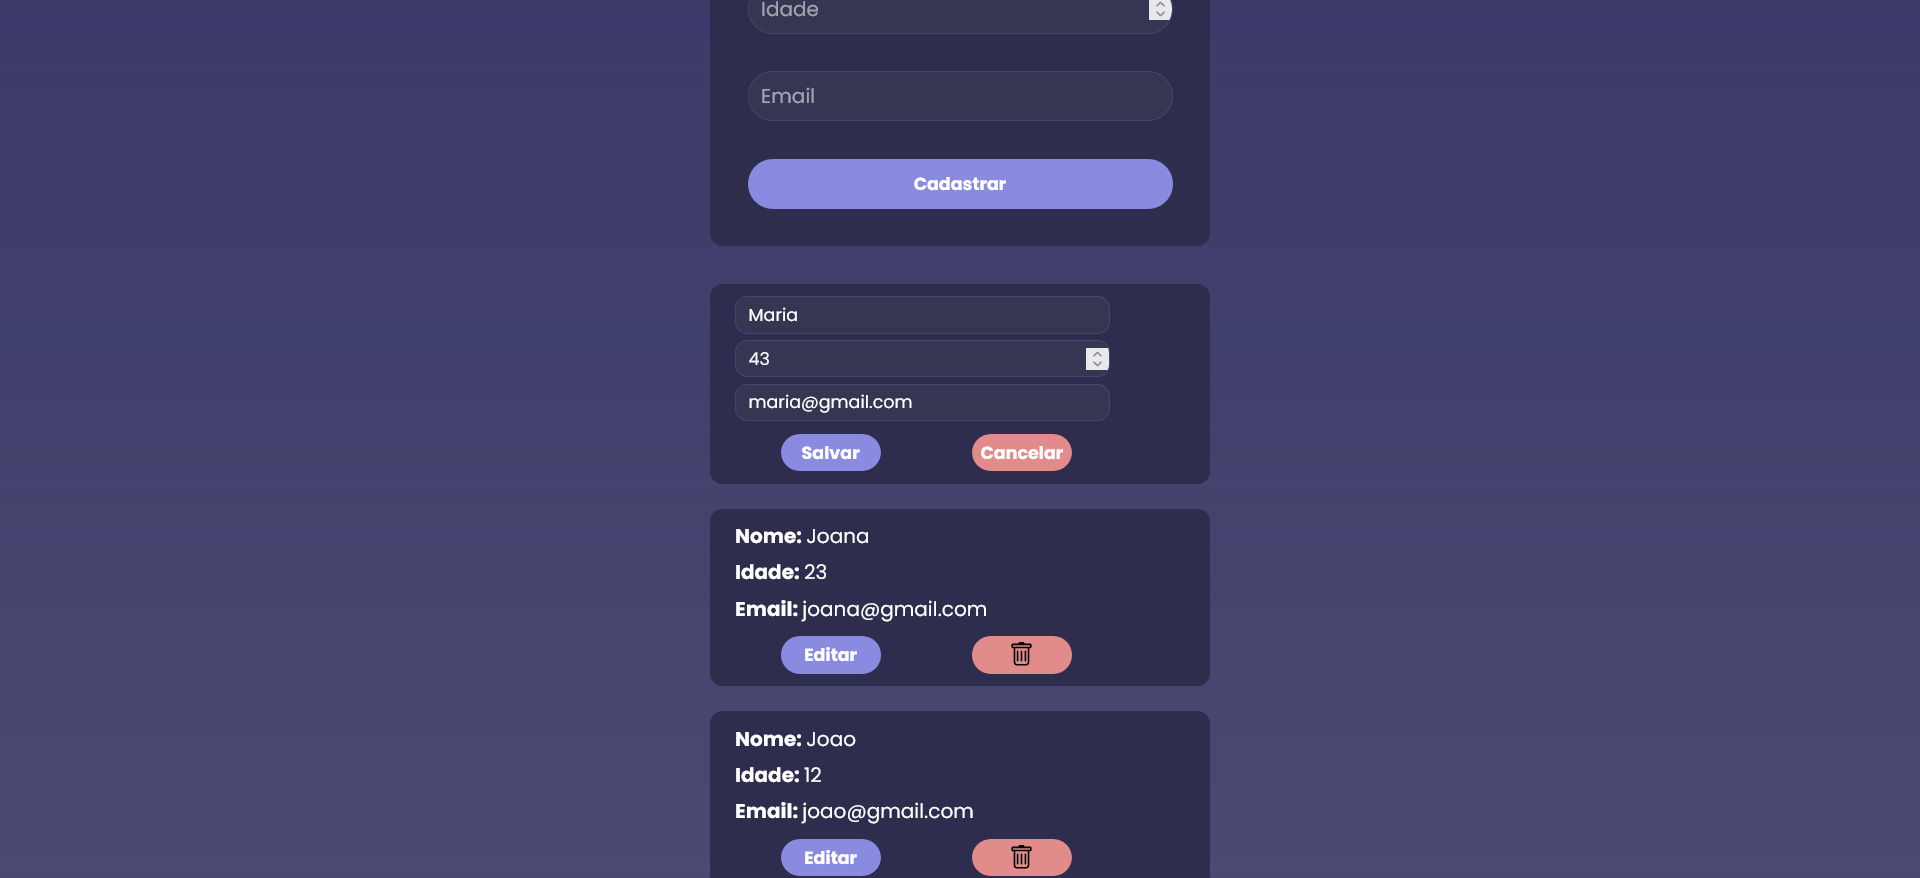 Idade
Email
Cadastrar
Maria
43
maria@gmail.com
Salvar Cancelar
Nome: Joana
Idade: 23
Email: joana@gmail.com
Editar
Nome: Joao
Idade: 12
Email: joao@gmail.com
Editar